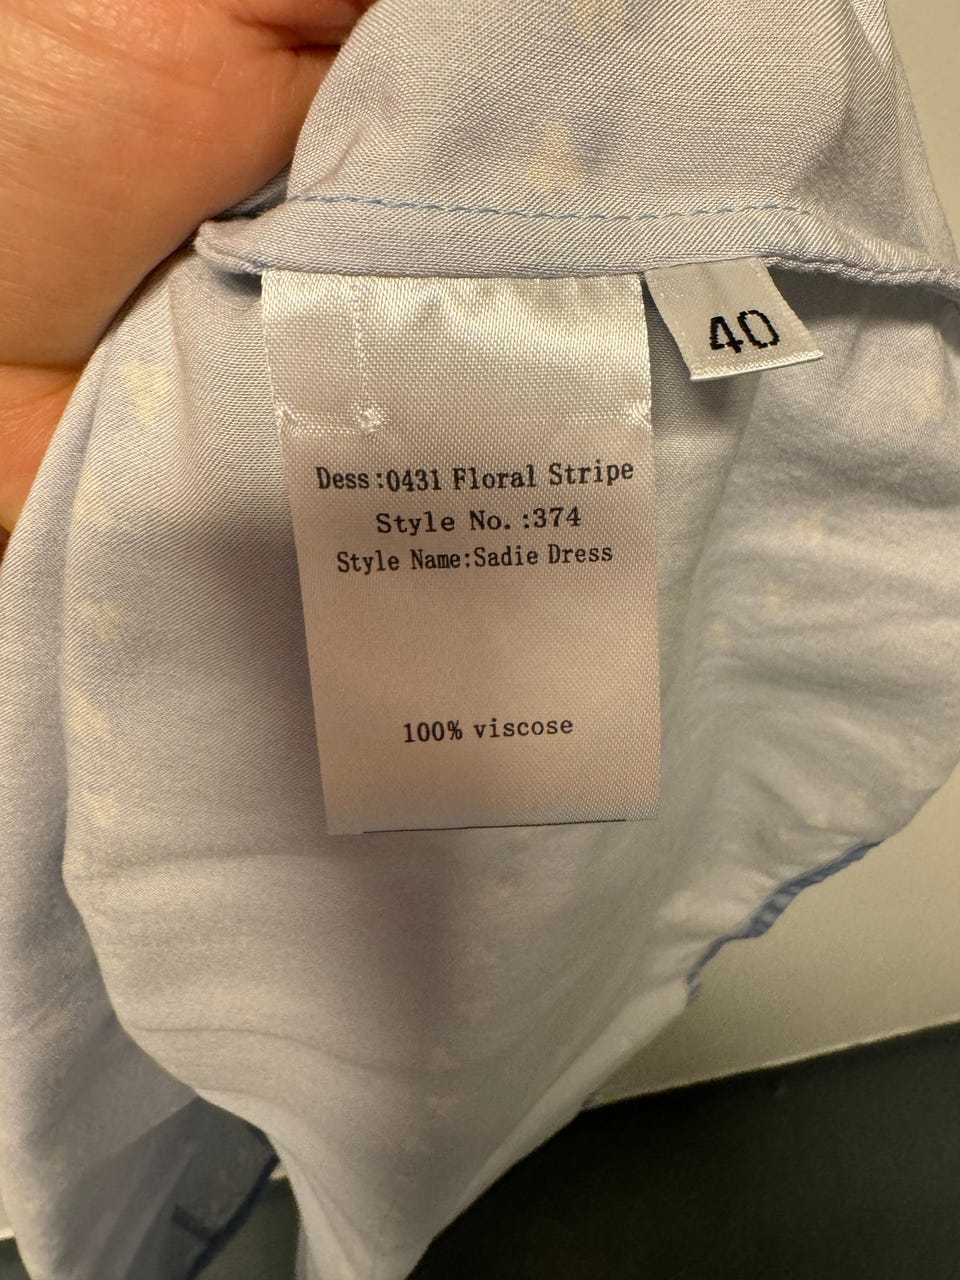 40
Dess:0431 Floral Stripe
Style No.:374
Style Name:Sadie Dress
100% viscose